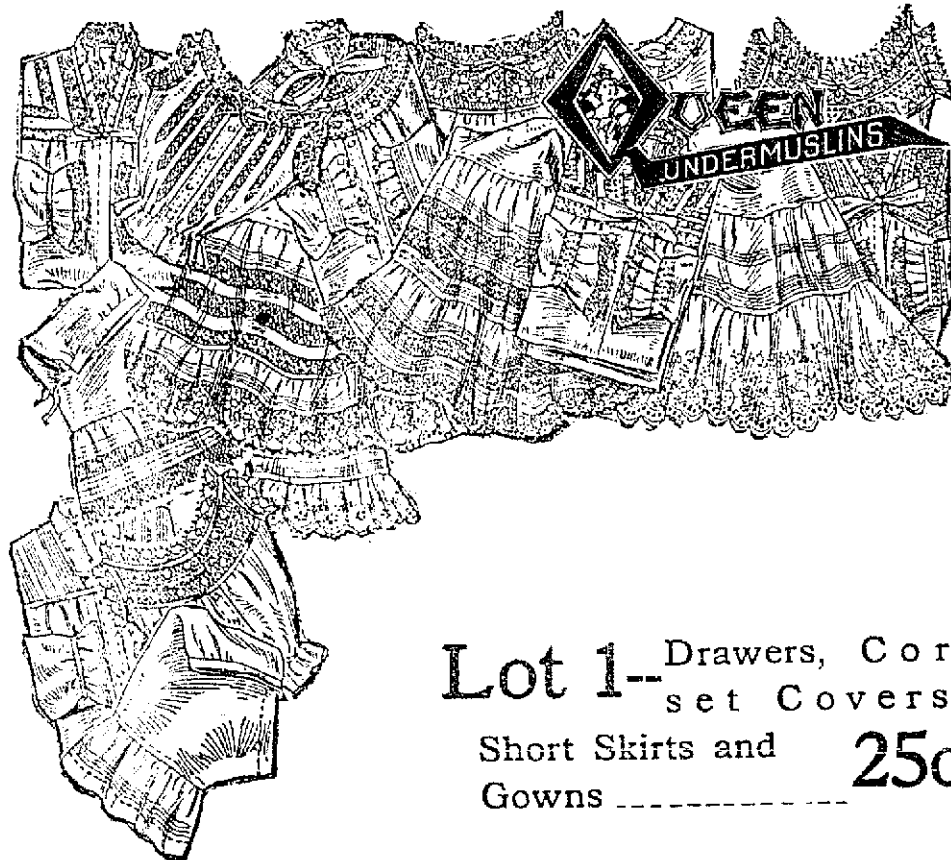 QUEEN
UNDERMUSLINS
Lot 1-- Drawers, Cor
set Covers
Short Skirts and
Gowns -------------- 25c